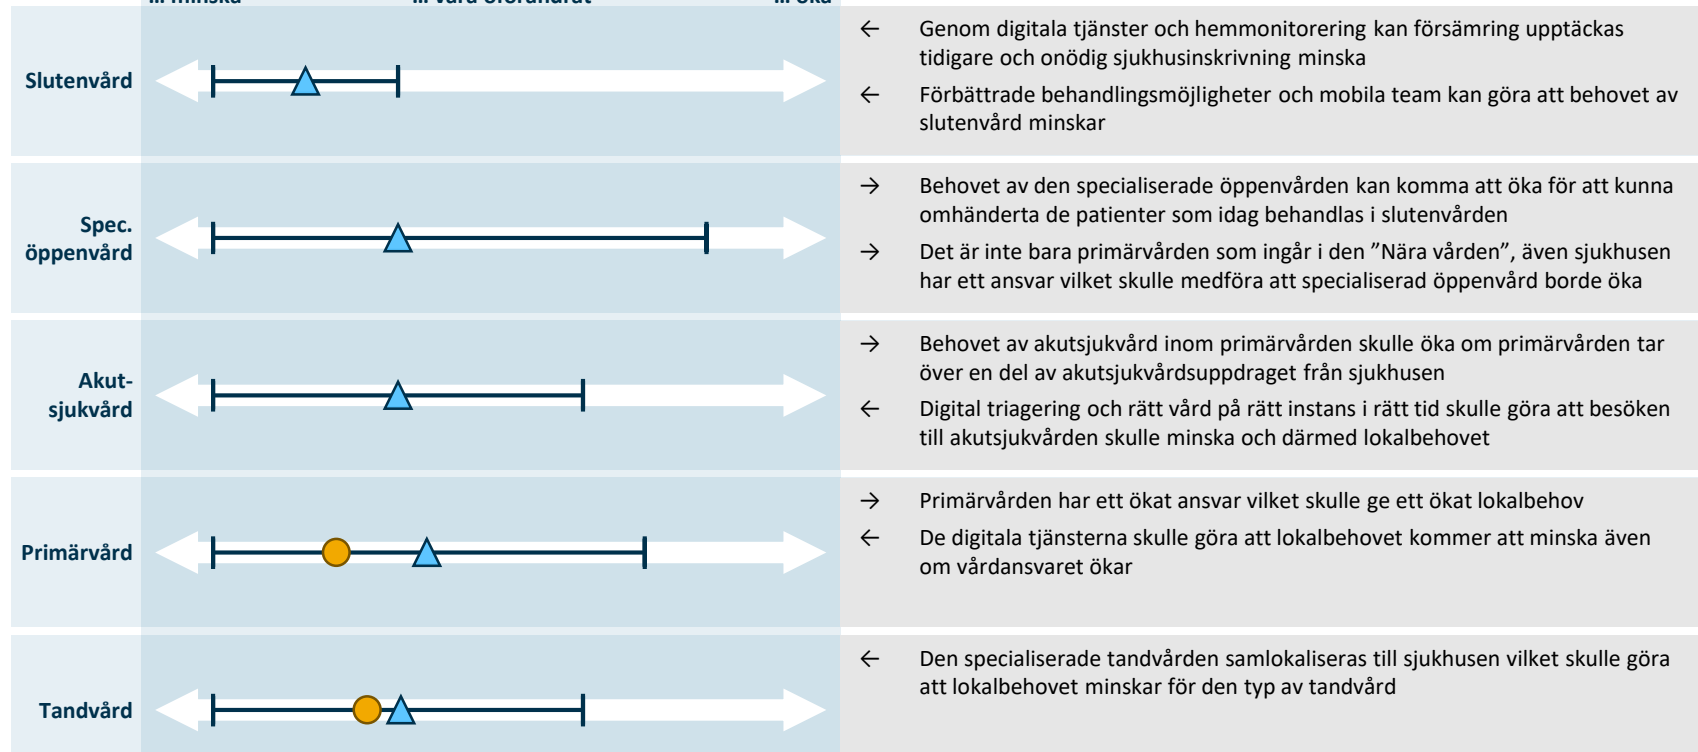 ... minska ... vara oförändrat ... öka
Slutenvård
← Genom digitala tjänster och hemmonitorering kan försämring upptäckas
tidigare och onödig sjukhusinskrivning minska
← Förbättrade behandlingsmöjligheter och mobila team kan göra att behovet av
slutenvård minskar
Spec.
öppenvård
→ Behovet av den specialiserade öppenvården kan komma att öka för att kunna
omhänderta de patienter som idag behandlas i slutenvården
→ Det är inte bara primärvården som ingår i den ”Nära vården”, även sjukhusen
har ett ansvar vilket skulle medföra att specialiserad öppenvård borde öka
Akut-
sjukvård
→ Behovet av akutsjukvård inom primärvården skulle öka om primärvården tar
över en del av akutsjukvårdsuppdraget från sjukhusen
← Digital triagering och rätt vård på rätt instans i rätt tid skulle göra att besöken
till akutsjukvården skulle minska och därmed lokalbehovet
Primärvård
→ Primärvården har ett ökat ansvar vilket skulle ge ett ökat lokalbehov
← De digitala tjänsterna skulle göra att lokalbehovet kommer att minska även
om vårdansvaret ökar
Tandvård
← Den specialiserade tandvården samlokaliseras till sjukhusen vilket skulle göra
att lokalbehovet minskar för den typ av tandvård